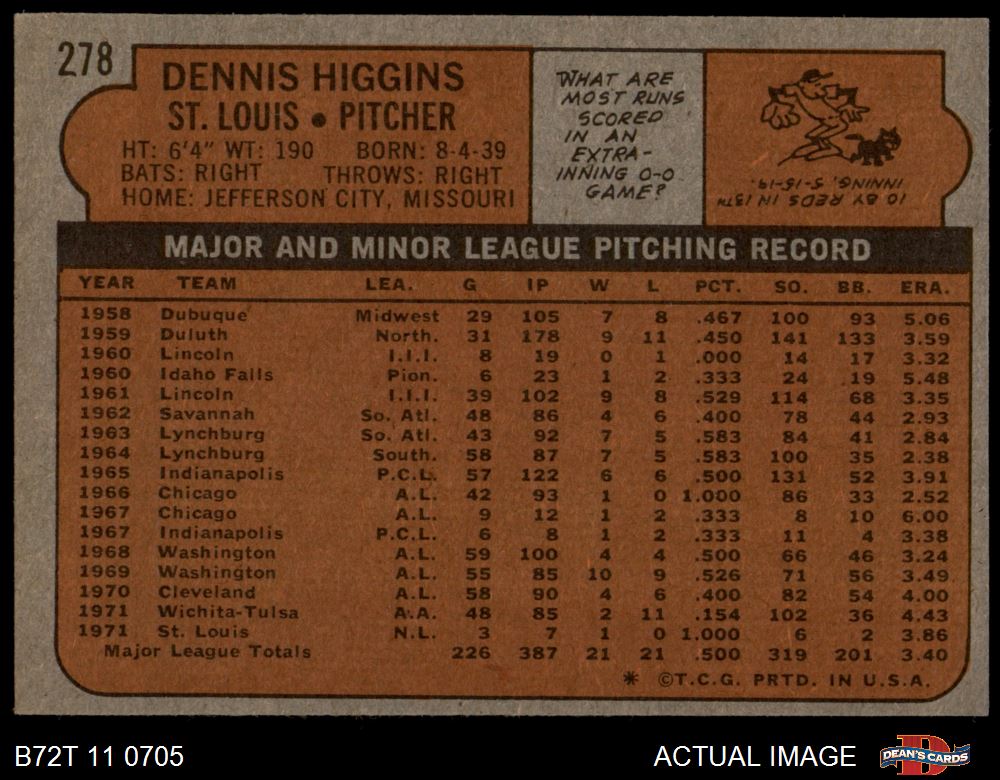 278
DENNIS HIGGINS
ST. LOUIS • PITCHER
HT: 6'4" WT: 190 BORN: 8-4-39
BATS: RIGHT THROWS: RIGHT
HOME: JEFFERSON CITY, MISSOURI
WHAT ARE
MOST RUNS
SCORED
IN AN
EXTRA-
INNING 0-0
GAME?
10 BY REDS IN 15TH
INNING, 5-15-19.
MAJOR AND MINOR LEAGUE PITCHING RECORD
YEAR TEAM LEA. G IP W L PCT. SO. BB. ERA.
1958 Dubuque Midwest 29 105 7 8 .467 100 93 5.06
1959 Duluth North. 31 178 9 11 .450 141 133 3.59
1960 Lincoln I.I.I. 8 19 0 1 .000 14 17 3.32
1960 Idaho Falls Pion. 6 23 1 2 .333 24 19 5.48
1961 Lincoln I.I.I. 39 102 9 8 .529 114 68 3.35
1962 Savannah So. Atl. 48 86 4 6 .400 78 44 2.93
1963 Lynchburg So. Atl. 43 92 7 5 .583 84 41 2.84
1964 Lynchburg South. 58 87 7 5 .583 100 35 2.38
1965 Indianapolis P.C.L. 57 122 6 6 .500 131 52 3.91
1966 Chicago A.L. 42 93 1 0 1.000 86 33 2.52
1967 Chicago A.L. 9 12 1 2 .333 8 10 6.00
1967 Indianapolis P.C.L. 6 8 1 2 .333 11 4 3.38
1968 Washington A.L. 59 100 4 4 .500 66 46 3.24
1969 Washington A.L. 55 85 10 9 .526 71 56 3.49
1970 Cleveland A.L. 58 90 4 6 .400 82 54 4.00
1971 Wichita-Tulsa A.A. 48 85 2 11 .154 102 36 4.43
1971 St. Louis N.L. 3 7 1 0 1.000 6 2 3.86
Major League Totals 226 387 21 21 .500 319 201 3.40
* ©T.C.G. PRTD. IN U.S.A.
B72T 11 0705
ACTUAL IMAGE
D
DEAN'S CARDS